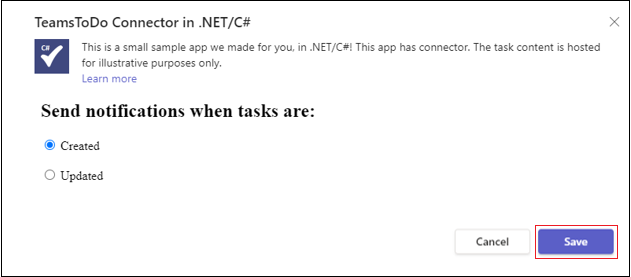 TeamsToDo Connector in .NET/C#
C#
This is a small sample app we made for you, in .NET/C#! This app has connector. The task content is hosted
for illustrative purposes only.
Learn more
Send notifications when tasks are:
Created
Updated
Cancel Save